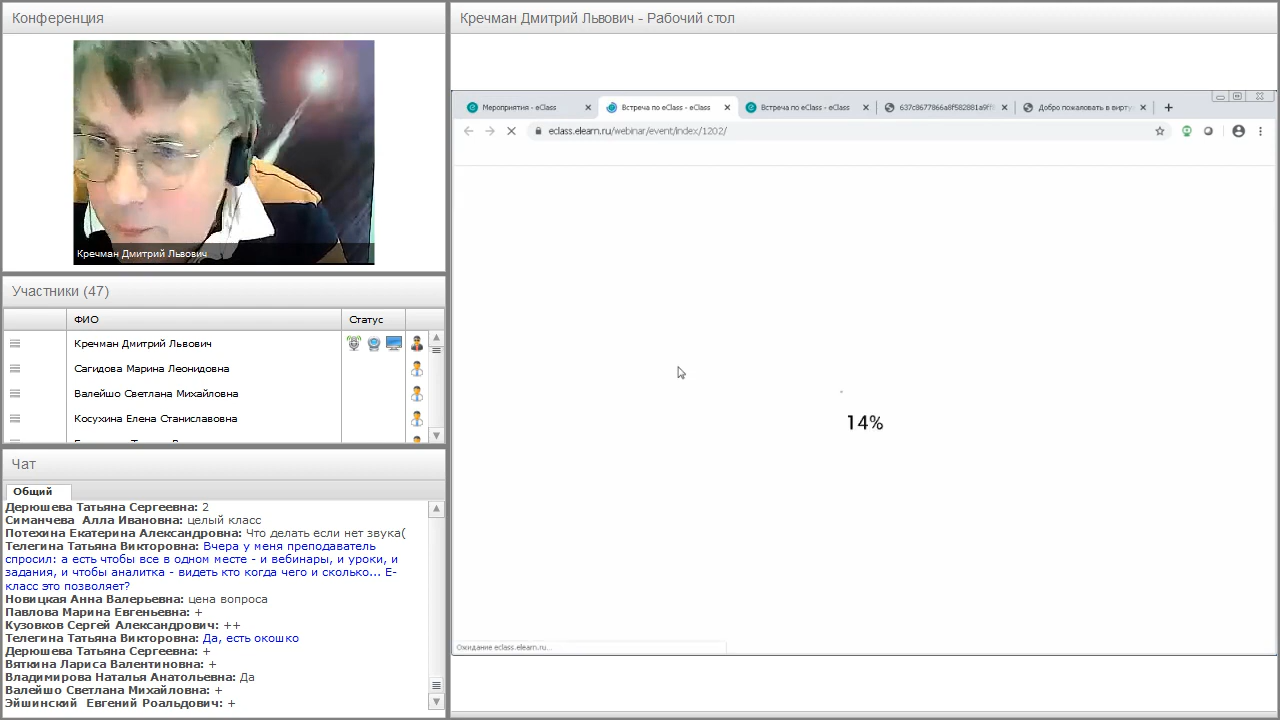 Конференция
Кречман Дмитрий Львович
Участники (47)
ФИО Статус
Кречман Дмитрий Львович
Сагидова Марина Леонидовна
Валейшо Светлана Михайловна
Косухина Елена Станиславовна
Чат
Общий
Дерюшева Татьяна Сергеевна: 2
Симанчева Алла Ивановна: целый класс
Потехина Екатерина Александровна: Что делать если нет звука(
Телегина Татьяна Викторовна: Вчера у меня преподаватель
спросил: а есть чтобы все в одном месте - и вебинары, и уроки, и
задания, и чтобы аналитка - видеть кто когда чего и сколько... Е-
класс это позволяет?
Новицкая Анна Валерьевна: цена вопроса
Павлова Марина Евгеньевна: +
Кузовков Сергей Александрович: ++
Телегина Татьяна Викторовна: Да, есть окошко
Дерюшева Татьяна Сергеевна: +
Вяткина Лариса Валентиновна: +
Владимирова Наталья Анатольевна: Да
Валейшо Светлана Михайловна: +
Эйшинский Евгений Роальдович: +
Кречман Дмитрий Львович - Рабочий стол
Мероприятия - eClass Встреча по eClass - eClass Встреча по eClass - eClass Добро пожаловать в вирту
eclass.elearn.ru/webinar/event/index/1202/
14%
Ожидание eclass.elearn.ru...